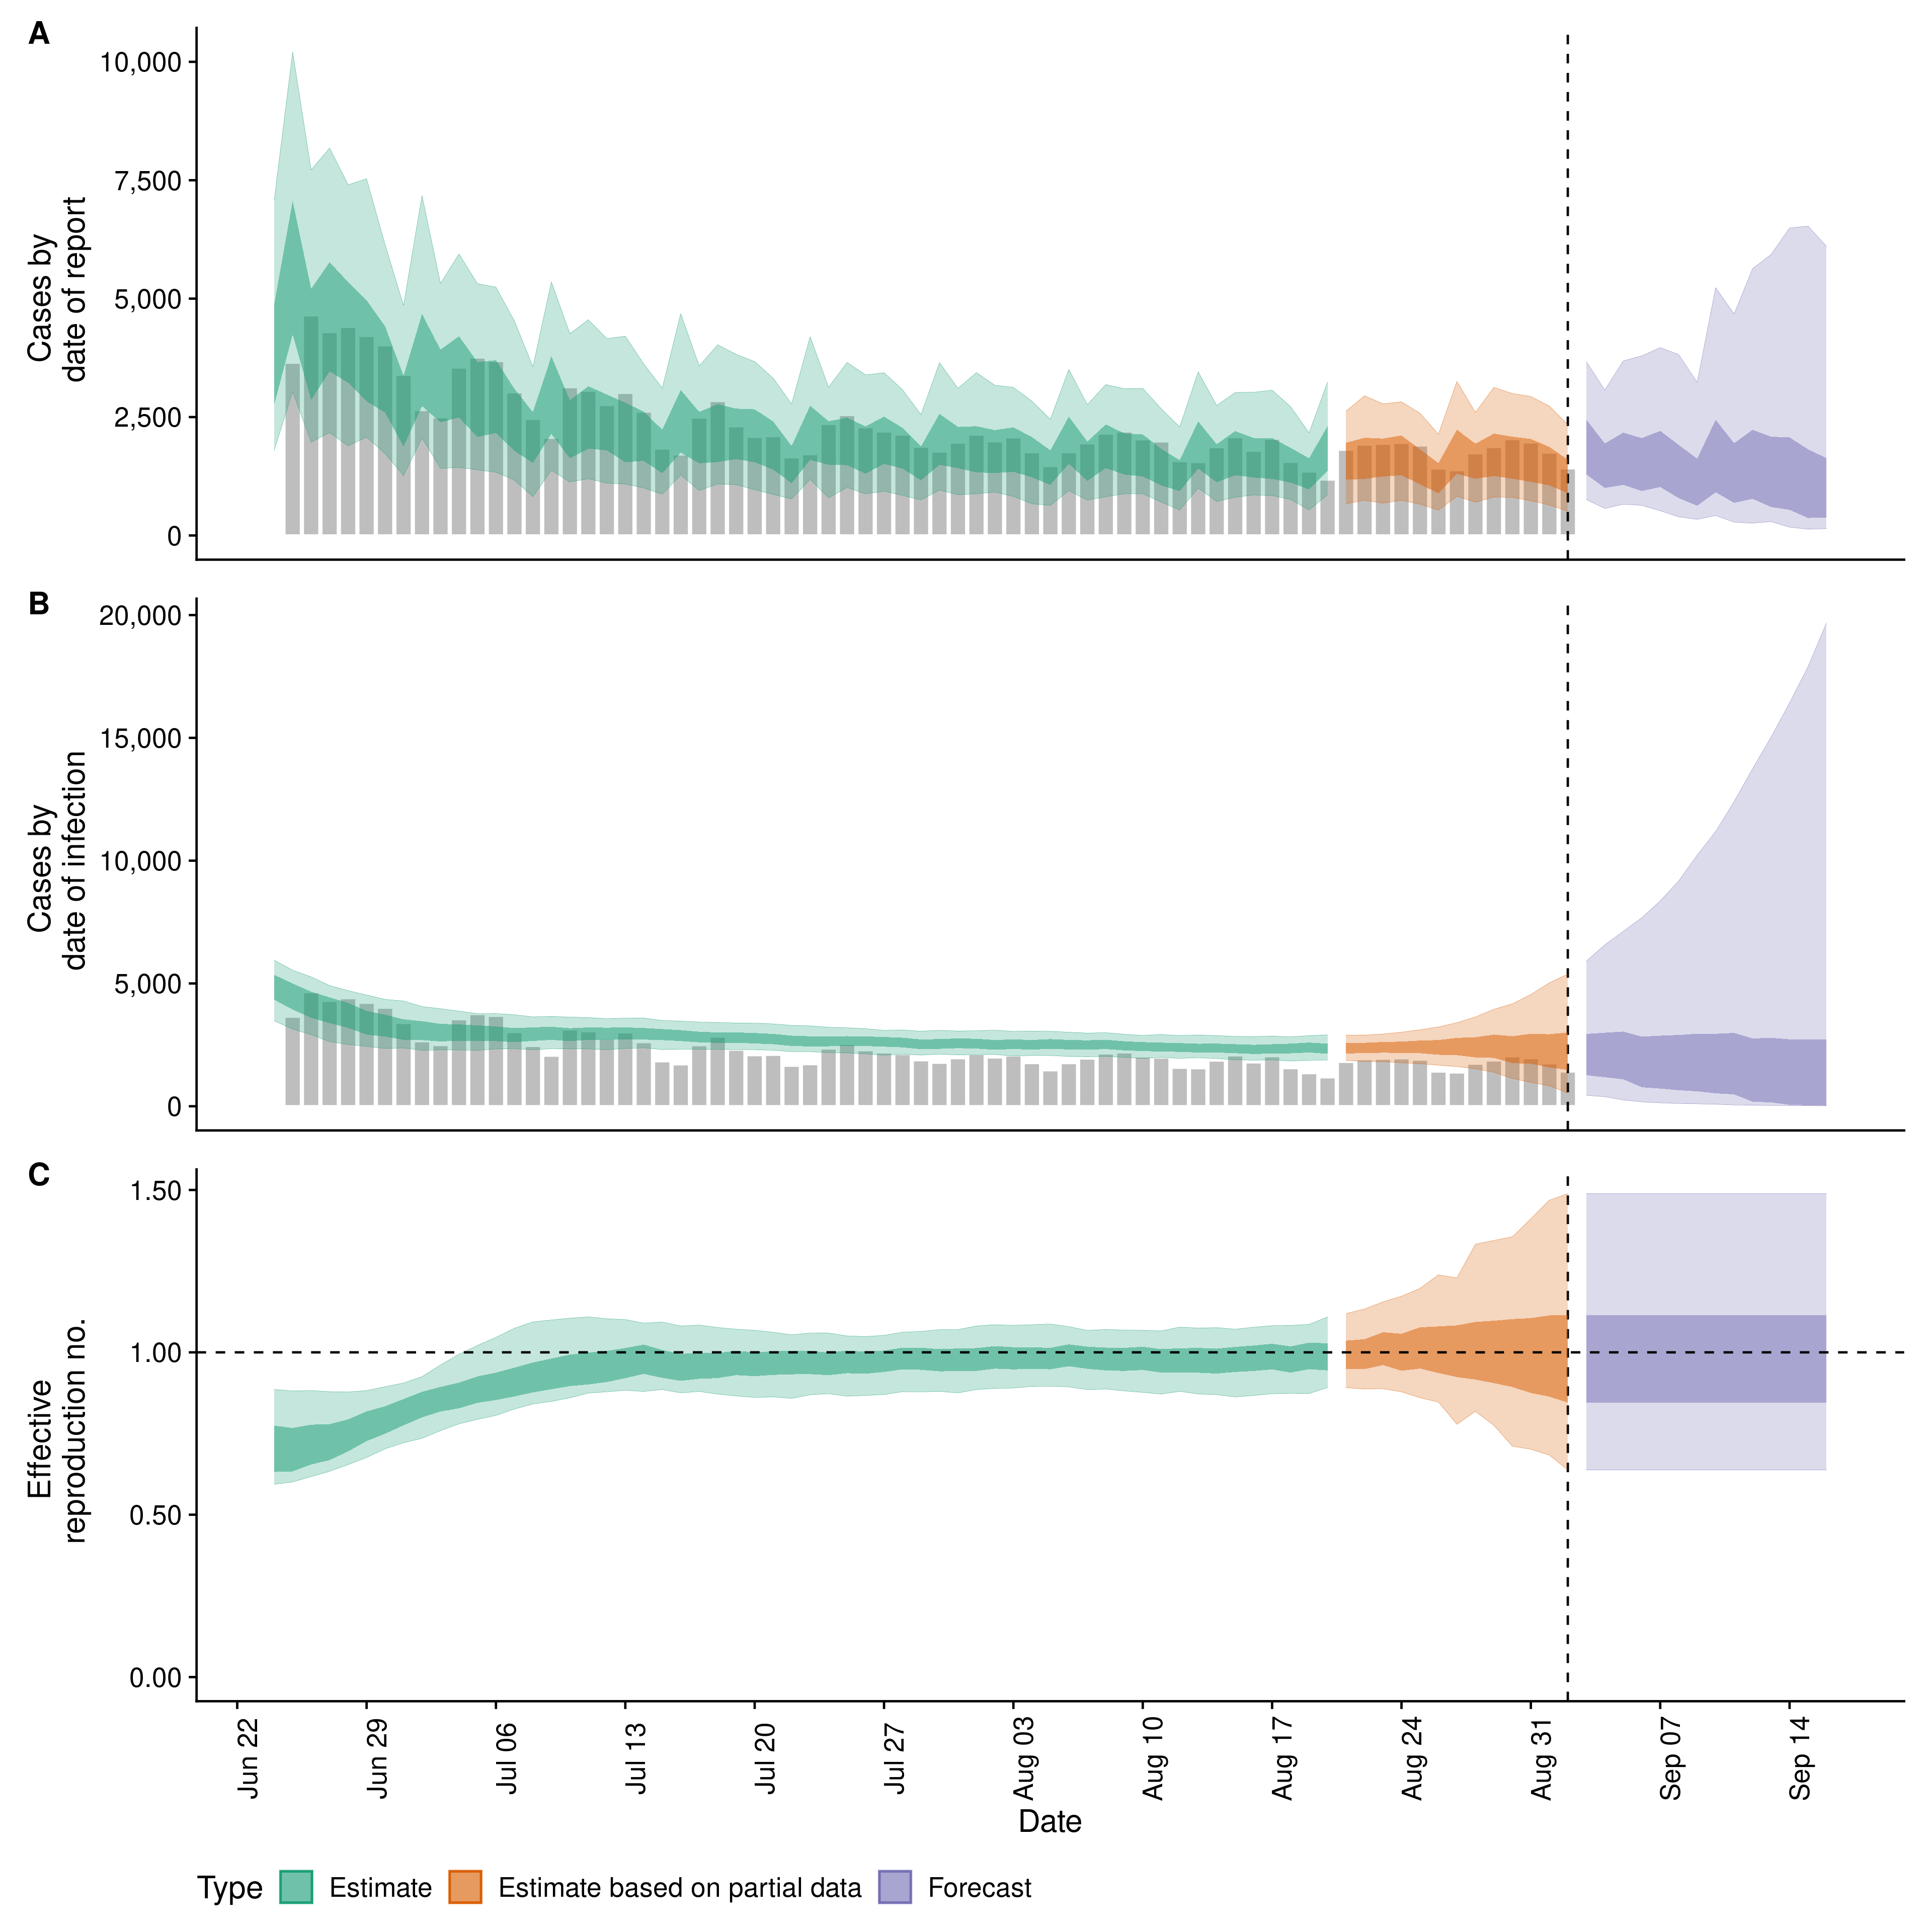 A
10,000
7,500
5,000
2,500
0
Cases by
date of report
B
20,000
15,000
10,000
5,000
0
Cases by
date of infection
C
1.50
1.00
0.50
0.00
Effective
reproduction no.
Jun 22
Jun 29
Jul 06
Jul 13
Jul 20
Jul 27
Aug 03
Aug 10
Aug 17
Aug 24
Aug 31
Sep 07
Sep 14
Date
Type Estimate Estimate based on partial data Forecast